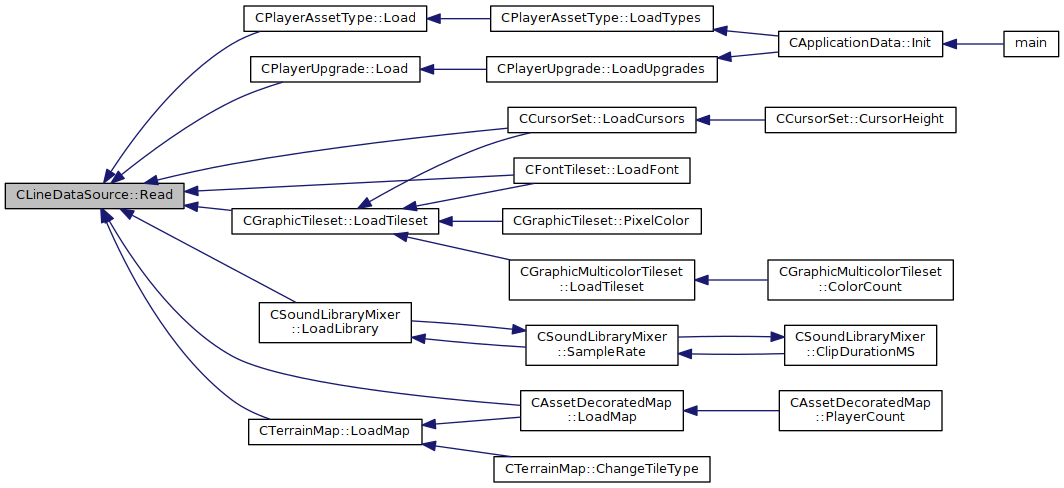 CPlayerAssetType::Load
CPlayerAssetType::LoadTypes
CApplicationData::Init
main
CPlayerUpgrade::Load
CPlayerUpgrade::LoadUpgrades
CCursorSet::LoadCursors
CCursorSet::CursorHeight
CFontTileset::LoadFont
CLineDataSource::Read
CGraphicTileset::LoadTileset
CGraphicTileset::PixelColor
CGraphicMulticolorTileset
::LoadTileset
CGraphicMulticolorTileset
::ColorCount
CSoundLibraryMixer
::LoadLibrary
CSoundLibraryMixer
::SampleRate
CSoundLibraryMixer
::ClipDurationMS
CAssetDecoratedMap
::LoadMap
CAssetDecoratedMap
::PlayerCount
CTerrainMap::LoadMap
CTerrainMap::ChangeTileType